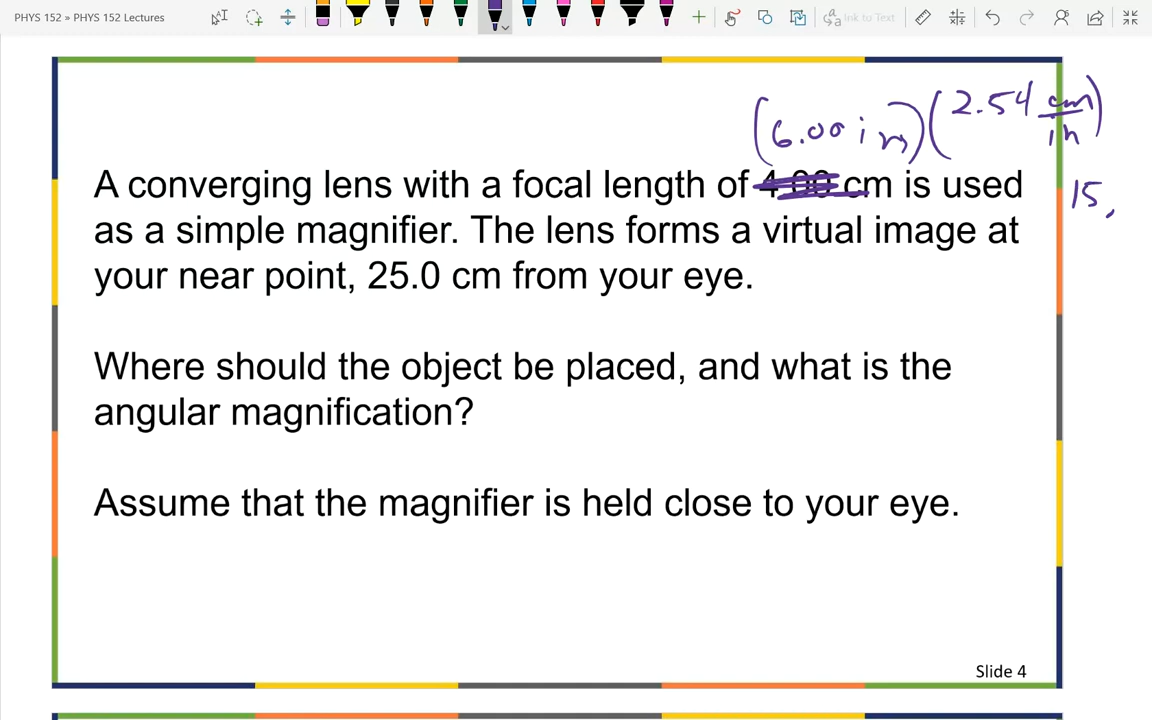 PHYS 152 » PHYS 152 Lectures
Ink to Text
(6.00 in)(2.54 cm/in)
A converging lens with a focal length of 4.00 cm is used
15.
as a simple magnifier. The lens forms a virtual image at
your near point, 25.0 cm from your eye.
Where should the object be placed, and what is the
angular magnification?
Assume that the magnifier is held close to your eye.
Slide 4